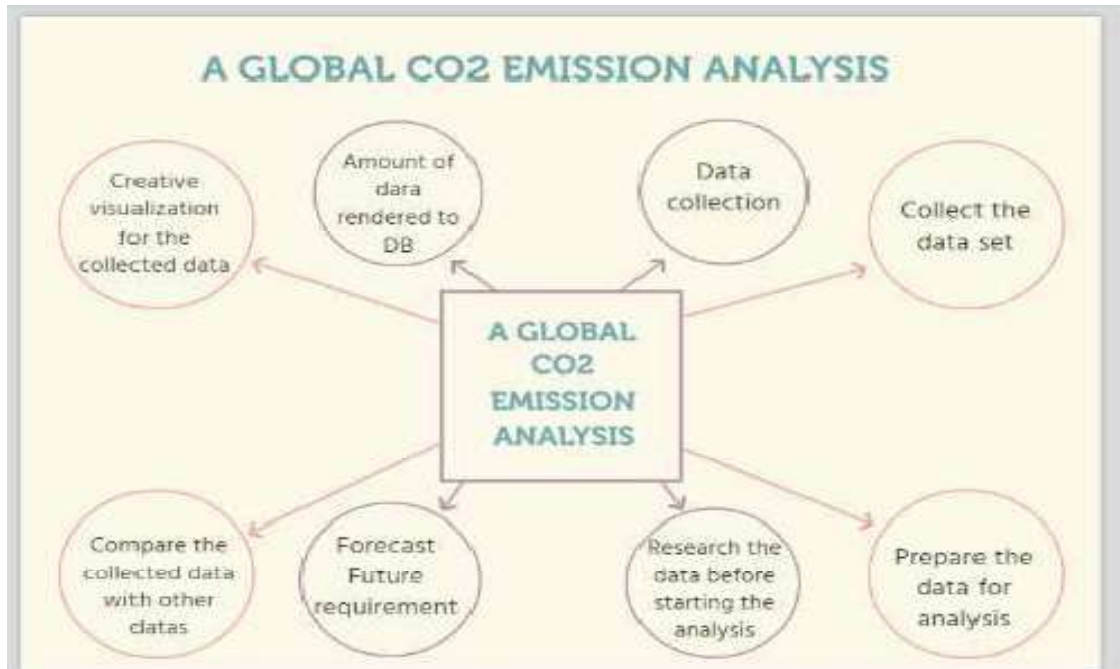 A GLOBAL CO2 EMISSION ANALYSIS
Creative
visualization
for the
collected data
Amount of
dara
rendered to
DB
Data
collection
Collect the
data set
A GLOBAL
CO2
EMISSION
ANALYSIS
Compare the
collected data
with other
datas
Forecast
Future
requirement
Research the
data before
starting the
analysis
Prepare the
data for
analysis